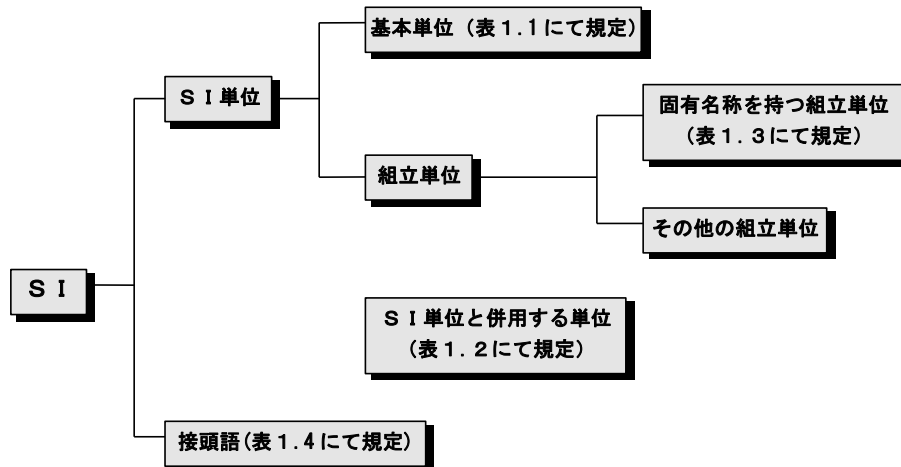 基本単位（表１.１にて規定）
ＳＩ単位
固有名称を持つ組立単位
（表１.３にて規定）
組立単位
その他の組立単位
ＳＩ
ＳＩ単位と併用する単位
（表１.２にて規定）
接頭語（表１.４にて規定）